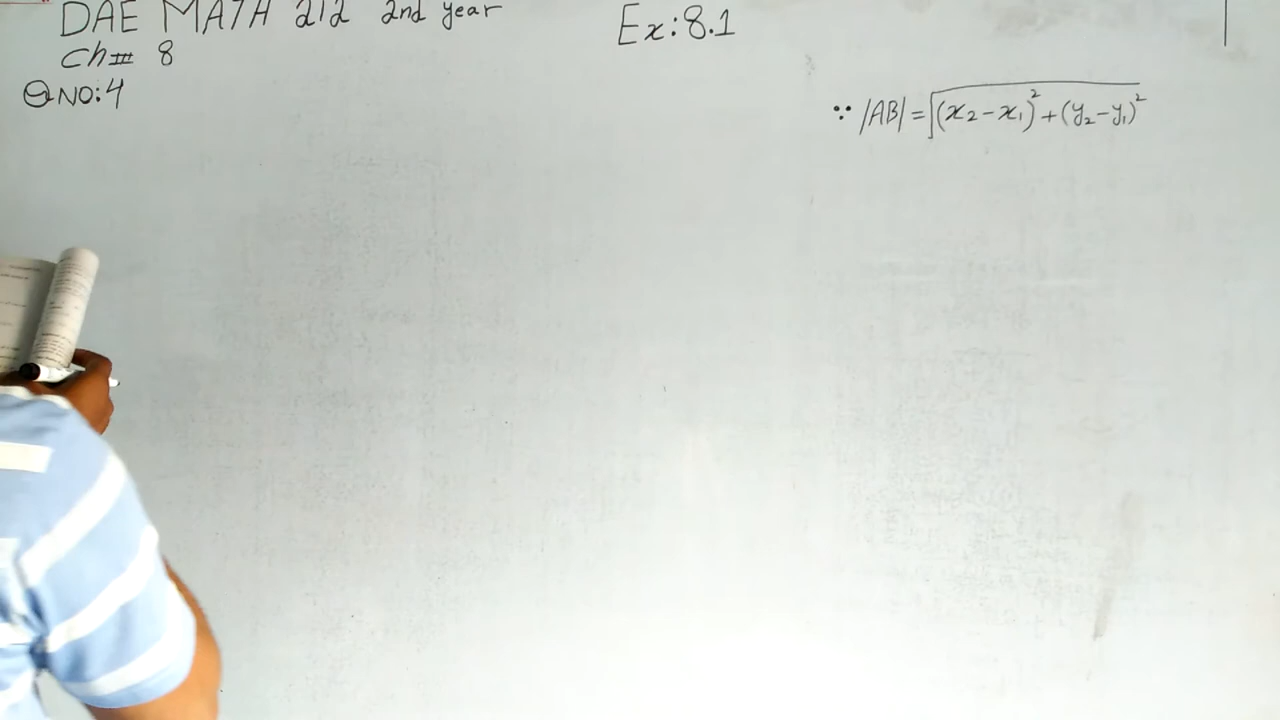 DAE MATH 212 2nd year
Ex:8.1
Ch# 8
Q NO:4
∵ |AB| = √(x₂-x₁)²+(y₂-y₁)²